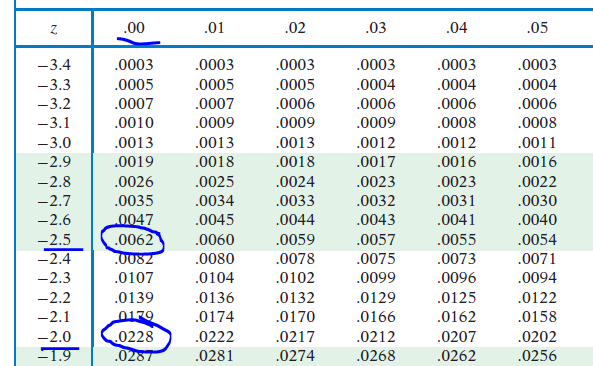 z .00 .01 .02 .03 .04 .05
−3.4 .0003 .0003 .0003 .0003 .0003 .0003
−3.3 .0005 .0005 .0005 .0004 .0004 .0004
−3.2 .0007 .0007 .0006 .0006 .0006 .0006
−3.1 .0010 .0009 .0009 .0009 .0008 .0008
−3.0 .0013 .0013 .0013 .0012 .0012 .0011
−2.9 .0019 .0018 .0018 .0017 .0016 .0016
−2.8 .0026 .0025 .0024 .0023 .0023 .0022
−2.7 .0035 .0034 .0033 .0032 .0031 .0030
−2.6 .0047 .0045 .0044 .0043 .0041 .0040
−2.5 .0062 .0060 .0059 .0057 .0055 .0054
−2.4 .0082 .0080 .0078 .0075 .0073 .0071
−2.3 .0107 .0104 .0102 .0099 .0096 .0094
−2.2 .0139 .0136 .0132 .0129 .0125 .0122
−2.1 .0179 .0174 .0170 .0166 .0162 .0158
−2.0 .0228 .0222 .0217 .0212 .0207 .0202
−1.9 .0287 .0281 .0274 .0268 .0262 .0256